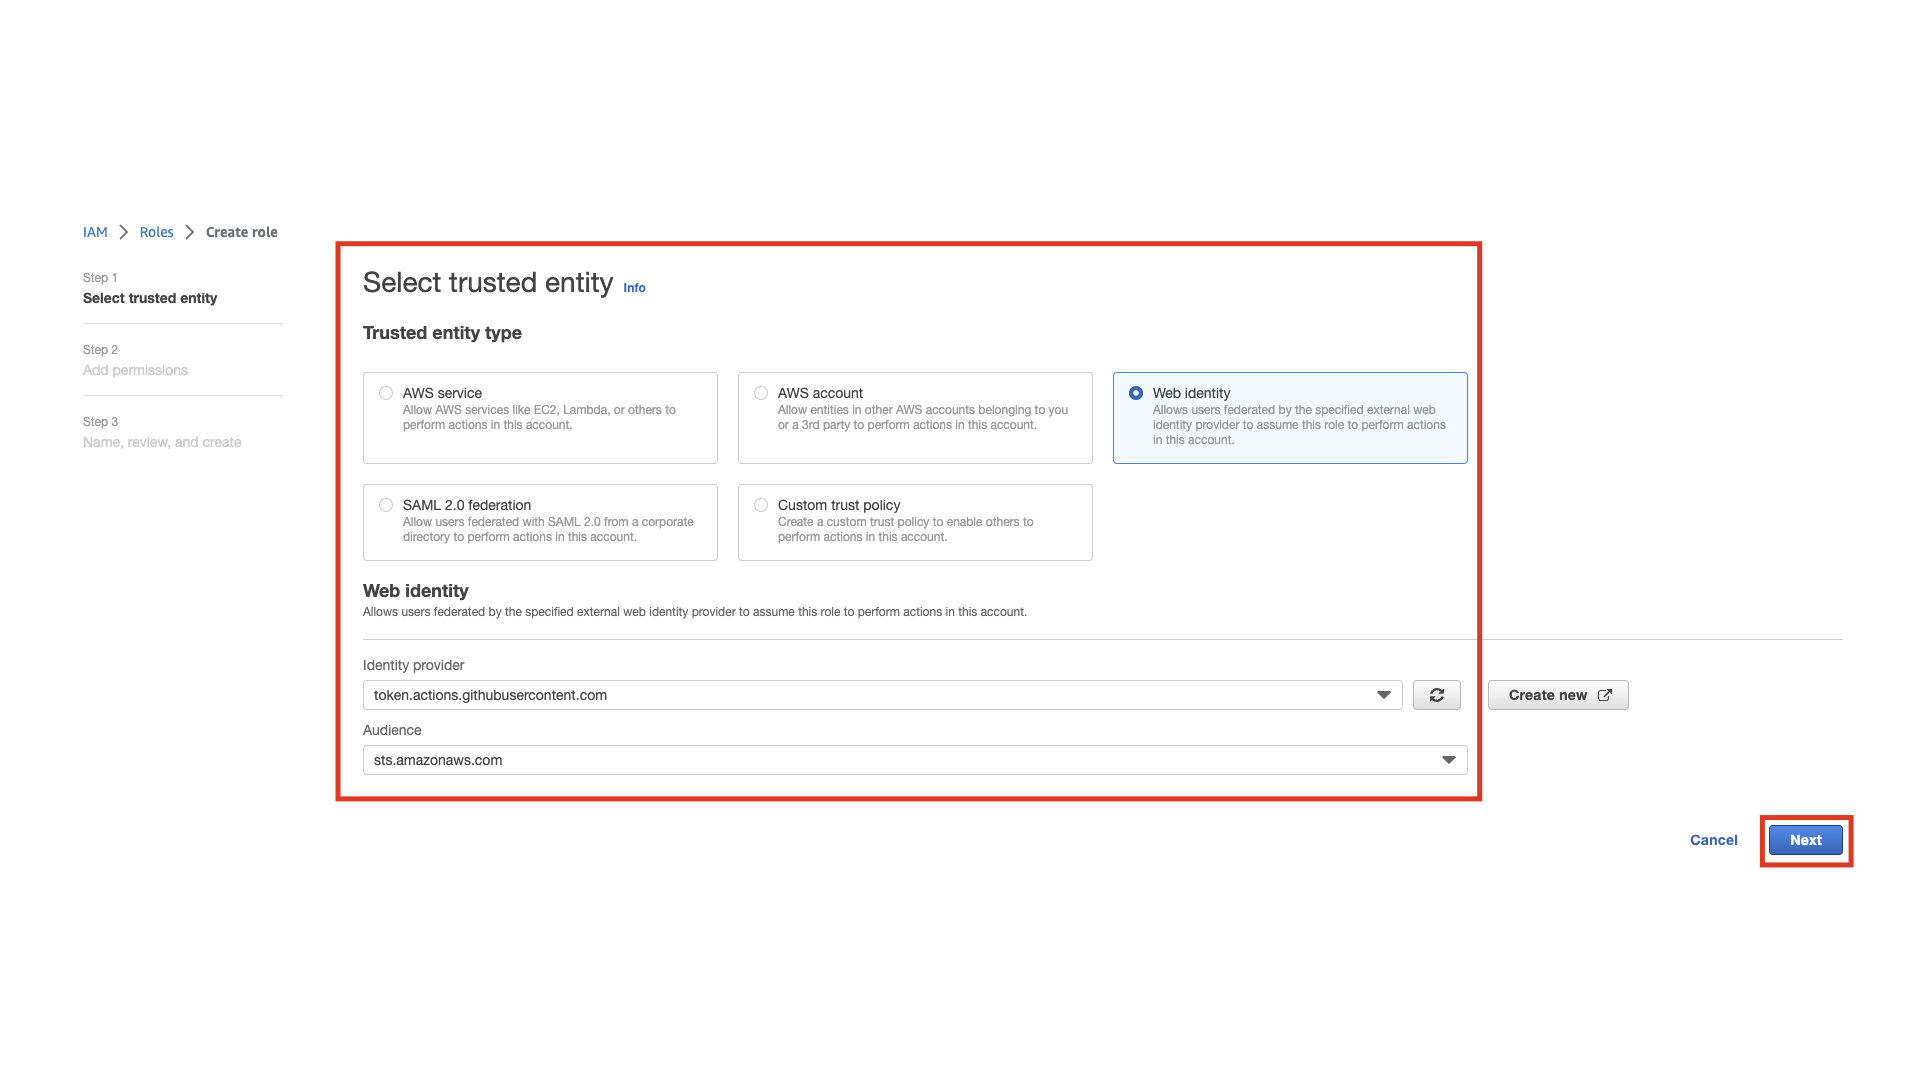 IAM > Roles > Create role
Step 1
Select trusted entity
Step 2
Add permissions
Step 3
Name, review, and create
Select trusted entity Info
Trusted entity type
AWS service
Allow AWS services like EC2, Lambda, or others to
perform actions in this account.
AWS account
Allow entities in other AWS accounts belonging to you
or a 3rd party to perform actions in this account.
Web identity
Allows users federated by the specified external web
identity provider to assume this role to perform actions
in this account.
SAML 2.0 federation
Allow users federated with SAML 2.0 from a corporate
directory to perform actions in this account.
Custom trust policy
Create a custom trust policy to enable others to
perform actions in this account.
Web identity
Allows users federated by the specified external web identity provider to assume this role to perform actions in this account.
Identity provider
token.actions.githubusercontent.com
Create new
Audience
sts.amazonaws.com
Cancel
Next